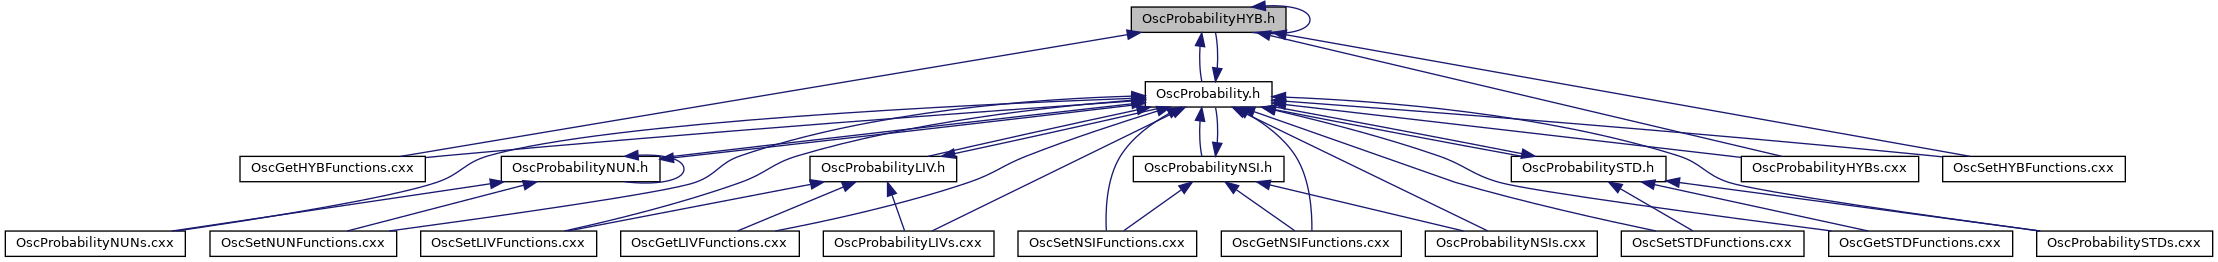 OscProbabilityHYB.h
OscProbability.h
OscGetHYBFunctions.cxx
OscProbabilityNUN.h
OscProbabilityLIV.h
OscProbabilityNSI.h
OscProbabilitySTD.h
OscProbabilityHYBs.cxx
OscSetHYBFunctions.cxx
OscProbabilityNUNs.cxx
OscSetNUNFunctions.cxx
OscSetLIVFunctions.cxx
OscGetLIVFunctions.cxx
OscProbabilityLIVs.cxx
OscSetNSIFunctions.cxx
OscGetNSIFunctions.cxx
OscProbabilityNSIs.cxx
OscSetSTDFunctions.cxx
OscGetSTDFunctions.cxx
OscProbabilitySTDs.cxx